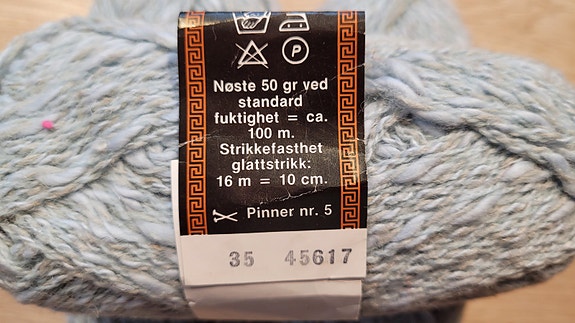 P
Nøste 50 gr ved
standard
fuktighet = ca.
100 m.
Strikkefasthet
glattstrikk:
16 m = 10 cm.
Pinner nr. 5
35 45617